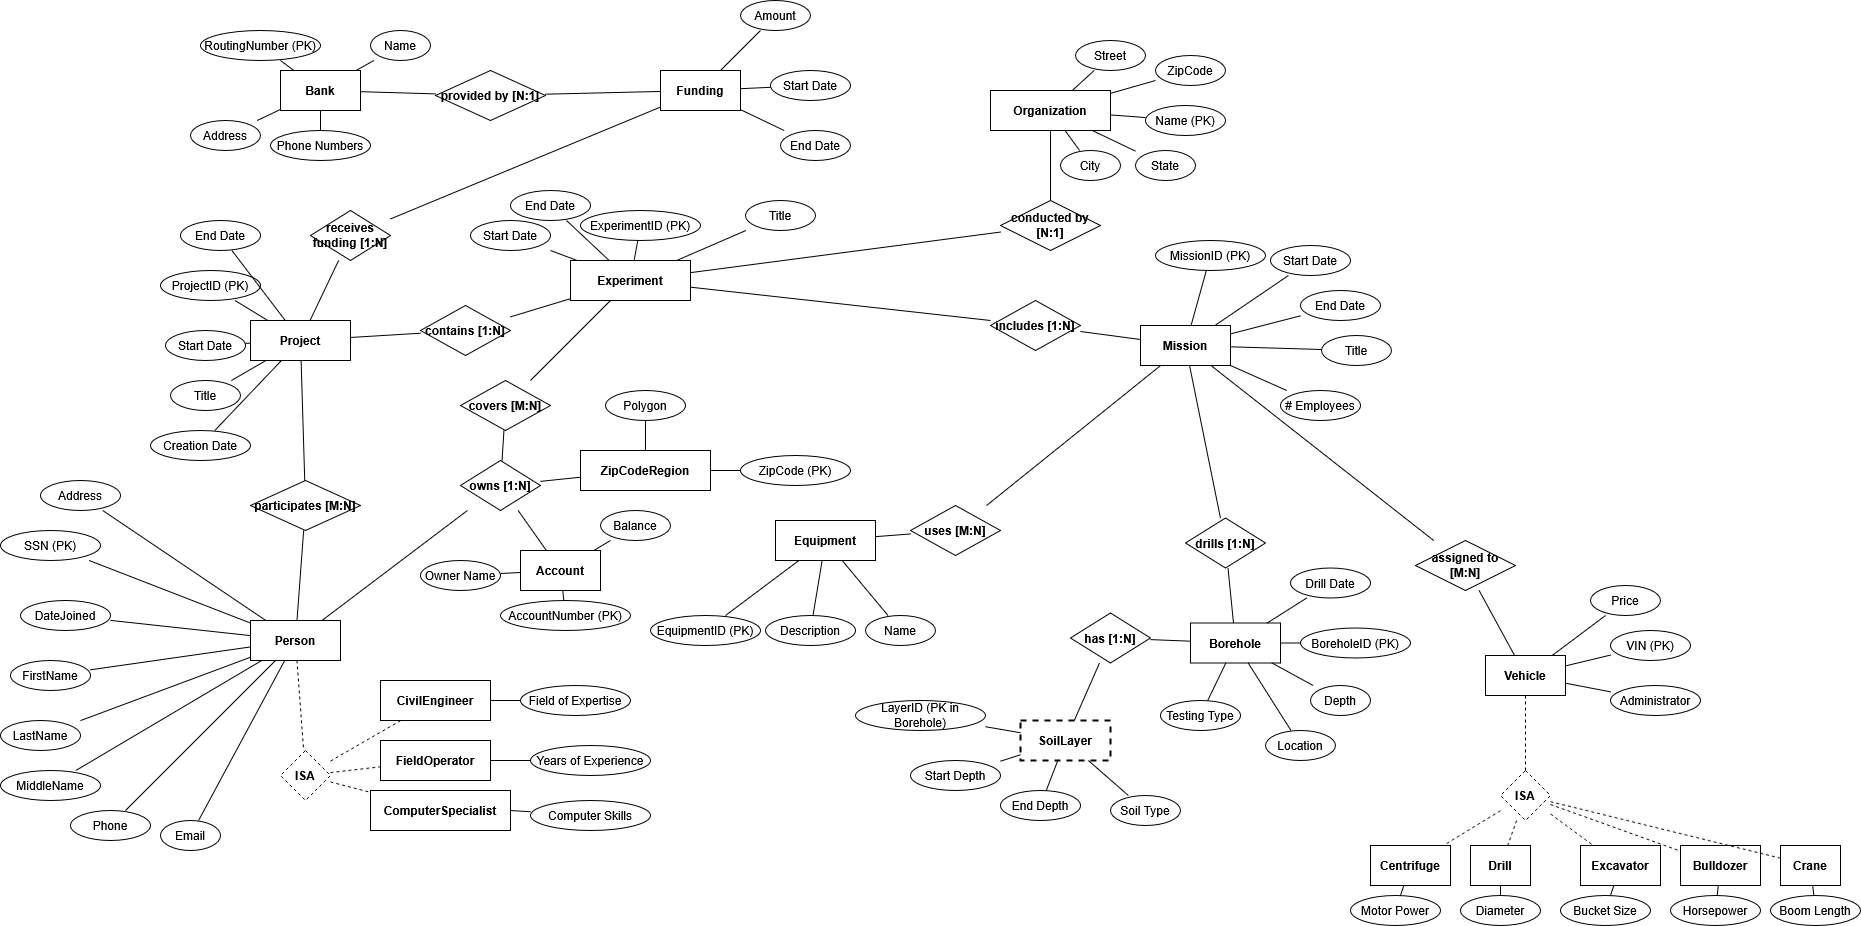 Amount
RoutingNumber (PK)
Name
Bank
provided by [N:1]
Funding
Start Date
Address
Phone Numbers
End Date
Street
ZipCode
Organization
Name (PK)
City
State
receives
funding [1:N]
End Date
Start Date
ExperimentID (PK)
Title
conducted by
[N:1]
End Date
ProjectID (PK)
Experiment
MissionID (PK)
Start Date
End Date
Start Date
Project
contains [1:N]
includes [1:N]
Mission
Title
Title
Creation Date
covers [M:N]
Polygon
# Employees
ZipCodeRegion
ZipCode (PK)
owns [1:N]
participates [M:N]
Address
SSN (PK)
DateJoined
FirstName
LastName
MiddleName
Phone
Email
Person
Balance
Owner Name
Account
AccountNumber (PK)
Equipment
uses [M:N]
drills [1:N]
assigned to
[M:N]
EquipmentID (PK)
Description
Name
Drill Date
has [1:N]
Borehole
BoreholeID (PK)
Depth
Testing Type
Location
Price
VIN (PK)
Vehicle
Administrator
CivilEngineer
Field of Expertise
ISA
FieldOperator
Years of Experience
ComputerSpecialist
Computer Skills
LayerID (PK in
Borehole)
SoilLayer
Start Depth
End Depth
Soil Type
ISA
Centrifuge
Drill
Excavator
Bulldozer
Crane
Motor Power
Diameter
Bucket Size
Horsepower
Boom Length